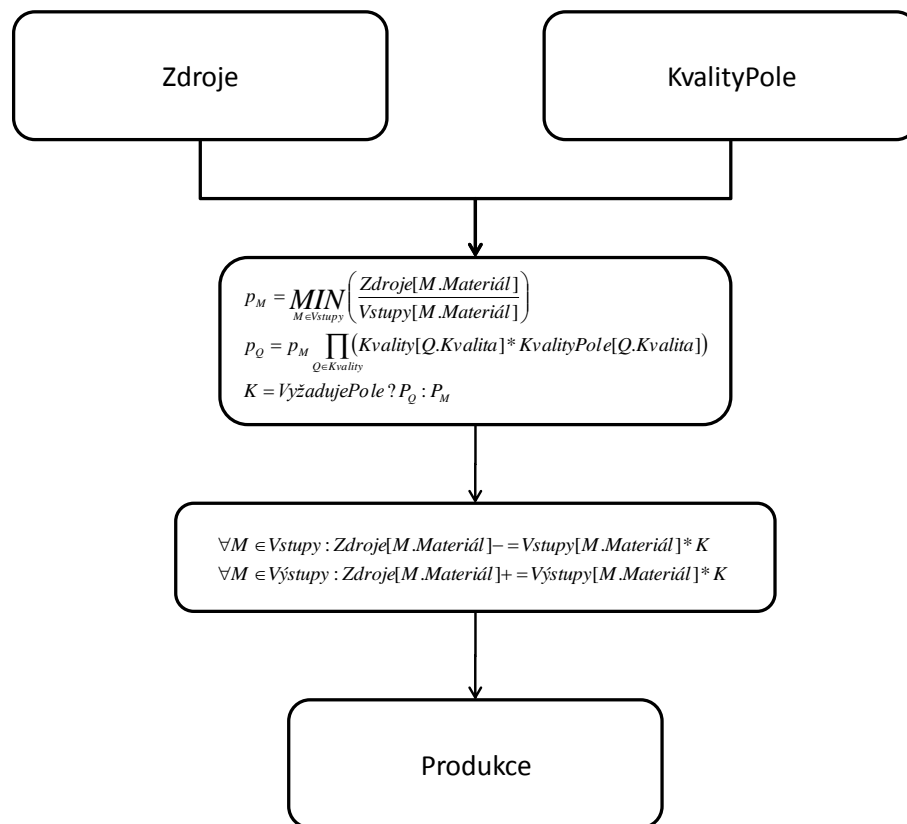 Zdroje
KvalityPole
p_M = MIN_{M∈Vstupy} ( Zdroje[M.Materiál] / Vstupy[M.Materiál] )
p_Q = p_M ∏_{Q∈Kvality} (Kvality[Q.Kvalita]* KvalityPole[Q.Kvalita])
K = VyžadujePole ? P_Q : P_M
∀M ∈Vstupy : Zdroje[M.Materiál]− =Vstupy[M.Materiál]* K
∀M ∈Výstupy : Zdroje[M.Materiál]+ =Výstupy[M.Materiál]* K
Produkce